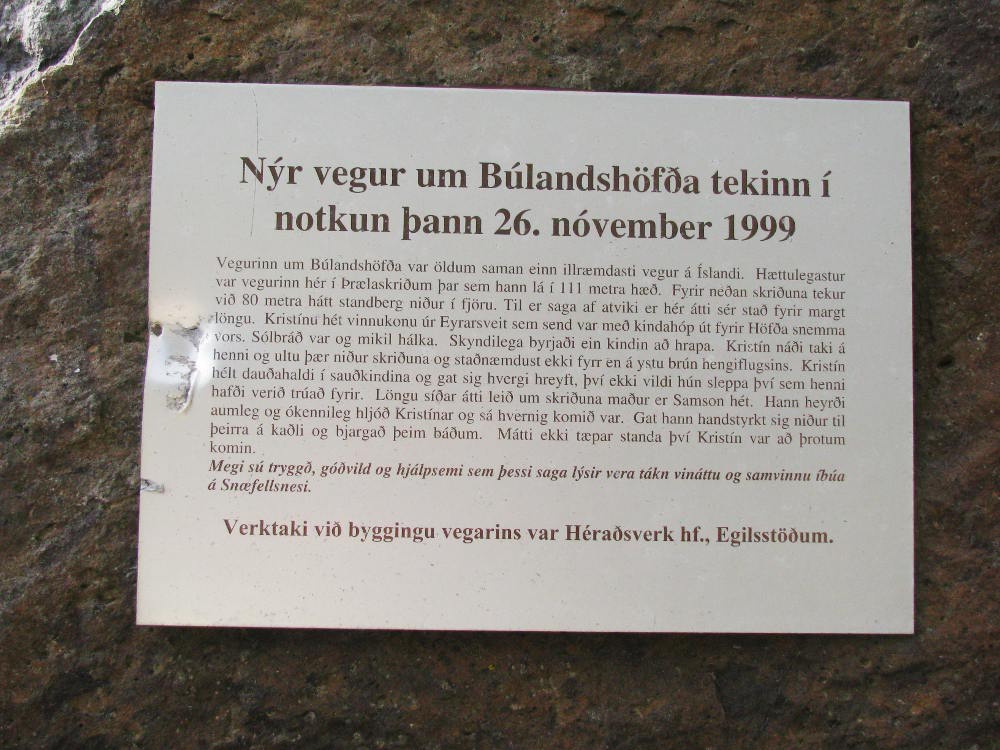 Nýr vegur um Búlandshöfða tekinn í
notkun þann 26. nóvember 1999
Vegurinn um Búlandshöfða var öldum saman einn illræmdasti vegur á Íslandi. Hættulegastur
var vegurinn hér í Þrælaskriðum þar sem hann lá í 111 metra hæð. Fyrir neðan skriðuna tekur
við 80 metra hátt standberg niður í fjöru. Til er saga af atviki er hér átti sér stað fyrir margt
löngu. Kristínu hét vinnukonu úr Eyrarsveit sem send var með kindahóp út fyrir Höfða snemma
vors. Sólbráð var og mikil hálka. Skyndilega byrjaði ein kindin að hrapa. Kristín náði taki á
henni og ultu þær niður skriðuna og staðnæmdust ekki fyrr en á ystu brún hengiflugsins. Kristín
hélt dauðahaldi í sauðkindina og gat sig hvergi hreyft, því ekki vildi hún sleppa því sem henni
hafði verið trúað fyrir. Löngu síðar átti leið um skriðuna maður er Samson hét. Hann heyrði
aumleg og ókennileg hljóð Kristínar og sá hvernig komið var. Gat hann handstyrkt sig niður til
þeirra á kaðli og bjargað þeim báðum. Mátti ekki tæpar standa því Kristín var að þrotum
komin.
Megi sú tryggð, góðvild og hjálpsemi sem þessi saga lýsir vera tákn vináttu og samvinnu íbúa
á Snæfellsnesi.
Verktaki við byggingu vegarins var Héraðsverk hf., Egilsstöðum.